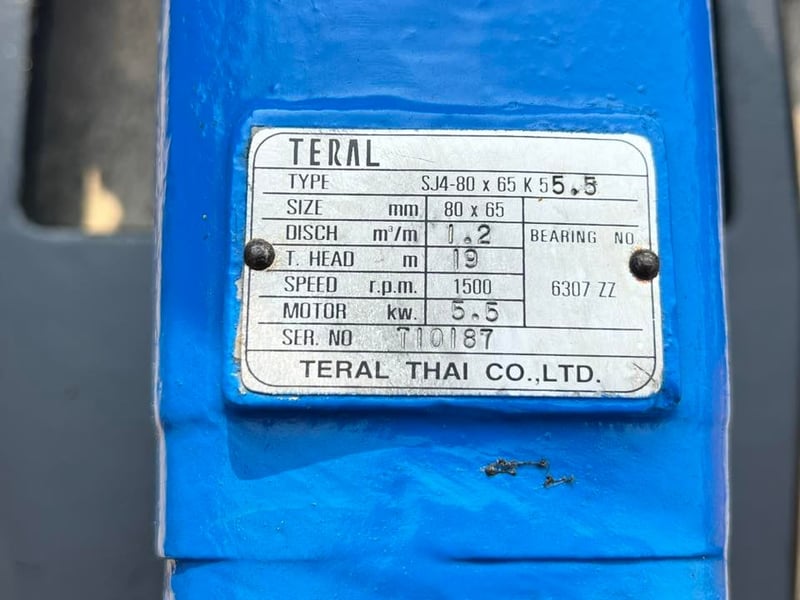 TERAL
TYPE SJ4-80 x 65 K 5 5.5
SIZE mm 80 x 65
DISCH m³/m 1.2 BEARING NO
T. HEAD m 19
SPEED r.p.m. 1500 6307 ZZ
MOTOR kw. 5.5
SER. NO T10187
TERAL THAI CO.,LTD.